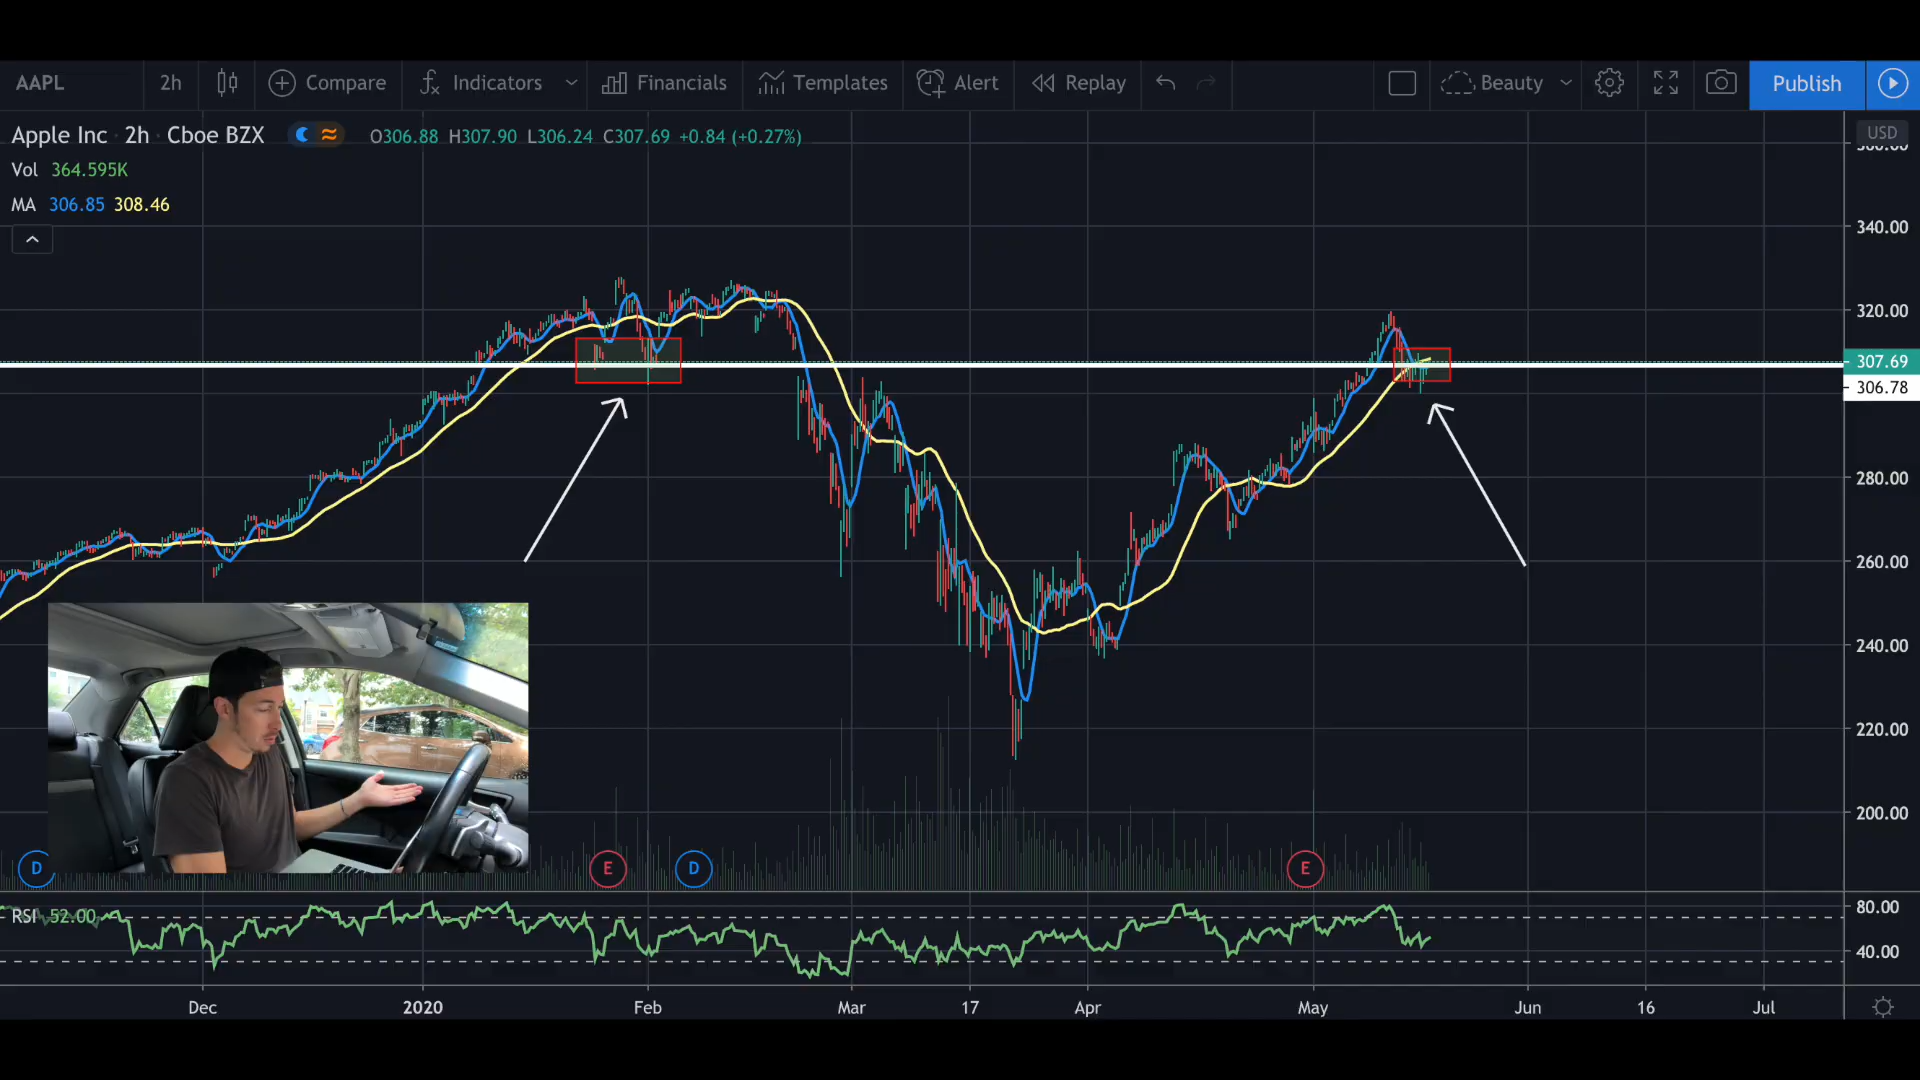 AAPL 2h Compare Indicators Financials Templates Alert Replay Beauty Publish
Apple Inc · 2h · Cboe BZX O306.88 H307.90 L306.24 C307.69 +0.84 (+0.27%) USD
Vol 364.595K
MA 306.85 308.46
340.00
320.00
307.69
306.78
280.00
260.00
240.00
220.00
200.00
D E D E
RSI 52.00 80.00
40.00
Dec 2020 Feb Mar 17 Apr May Jun 16 Jul